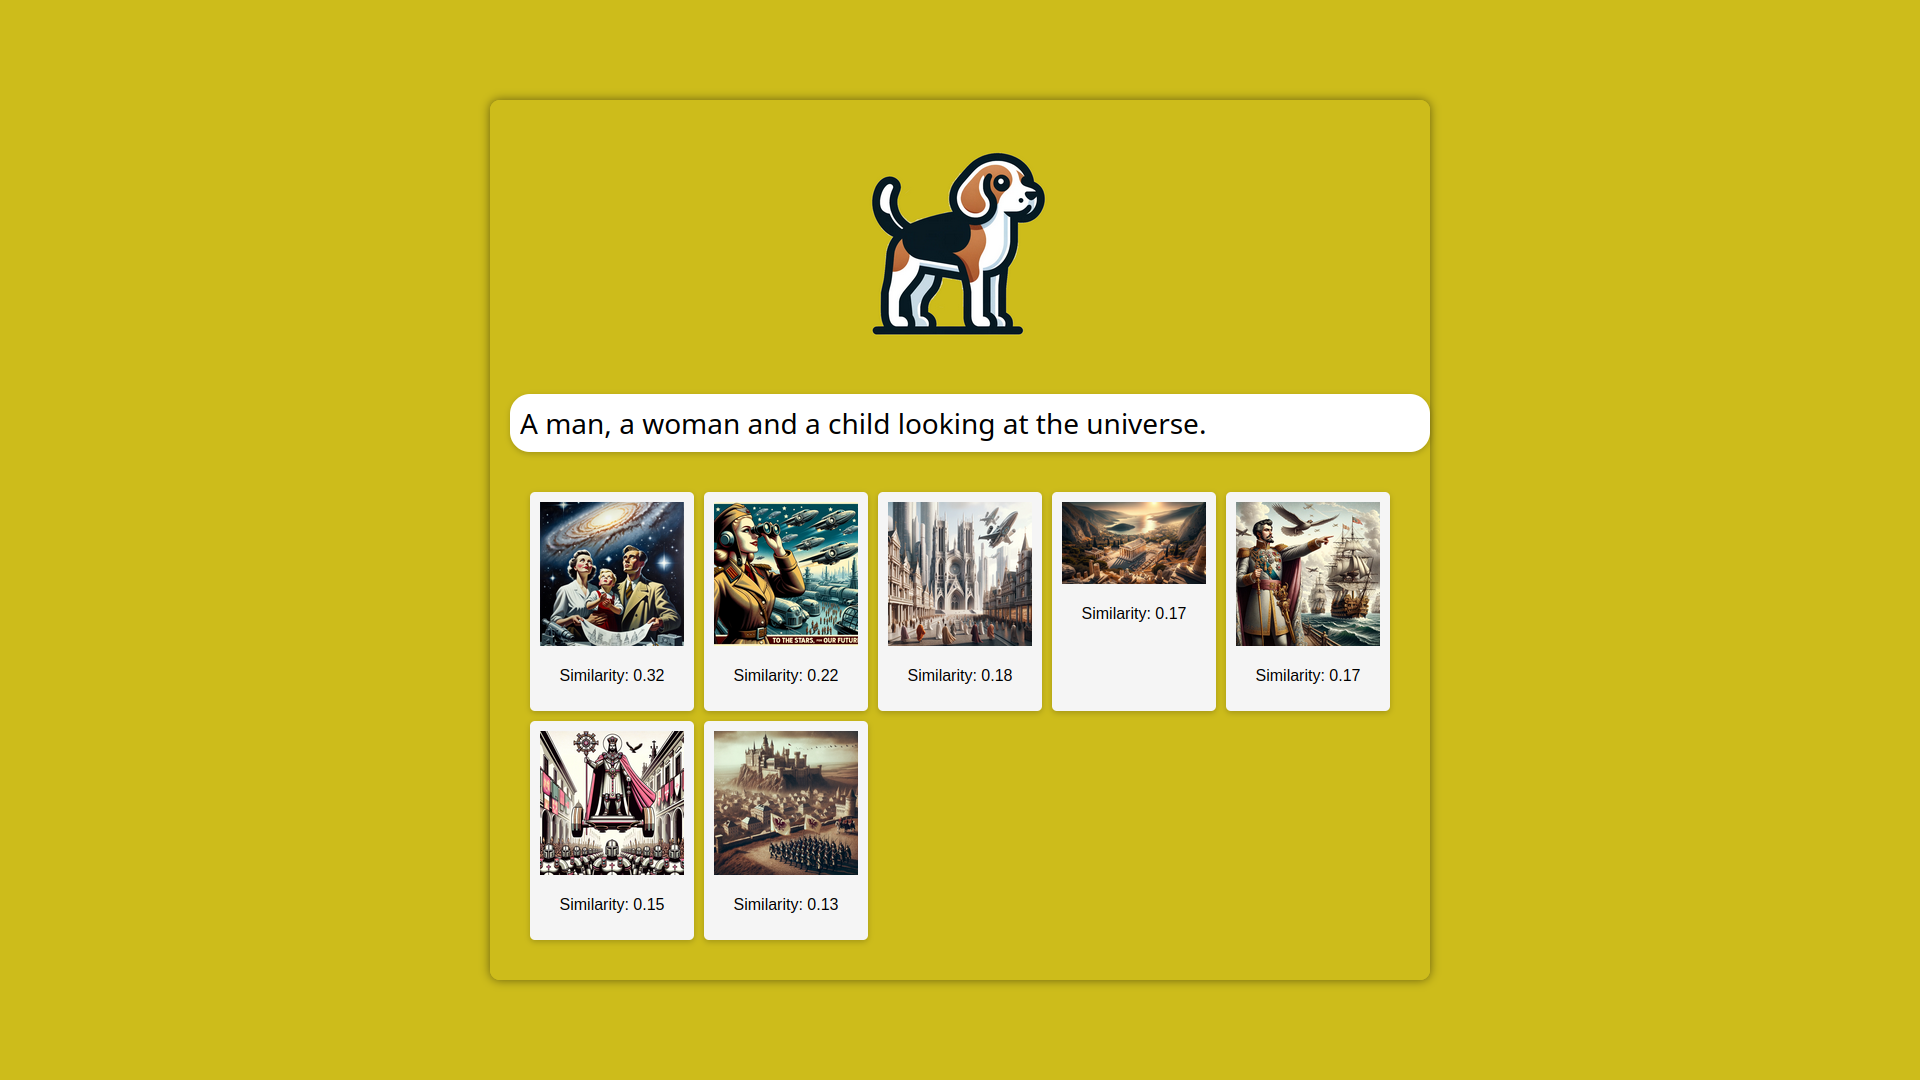 A man, a woman and a child looking at the universe.
TO THE STARS, OUR FUTUR
Similarity: 0.32
Similarity: 0.22
Similarity: 0.18
Similarity: 0.17
Similarity: 0.17
Similarity: 0.15
Similarity: 0.13